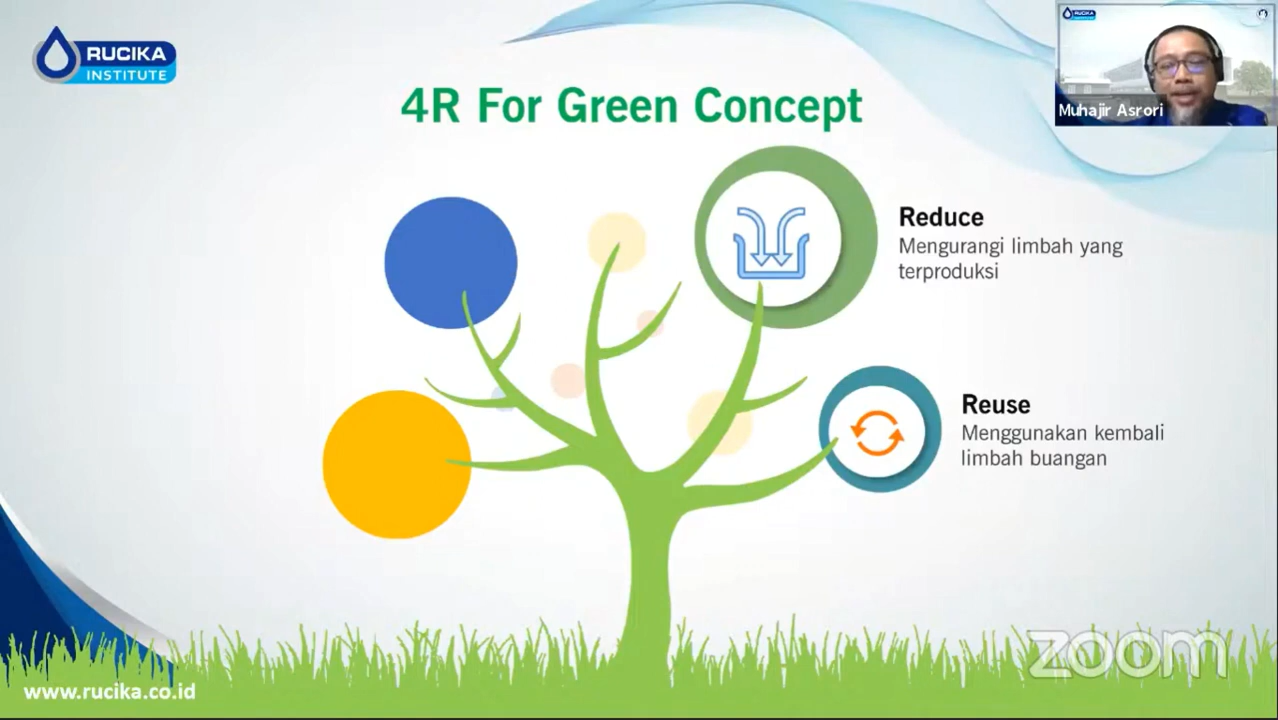 RUCIKA
INSTITUTE
4R For Green Concept
RUCIKA
Muhajir Asrori
Reduce
Mengurangi limbah yang
terproduksi
Reuse
Menggunakan kembali
limbah buangan
zoom
www.rucika.co.id